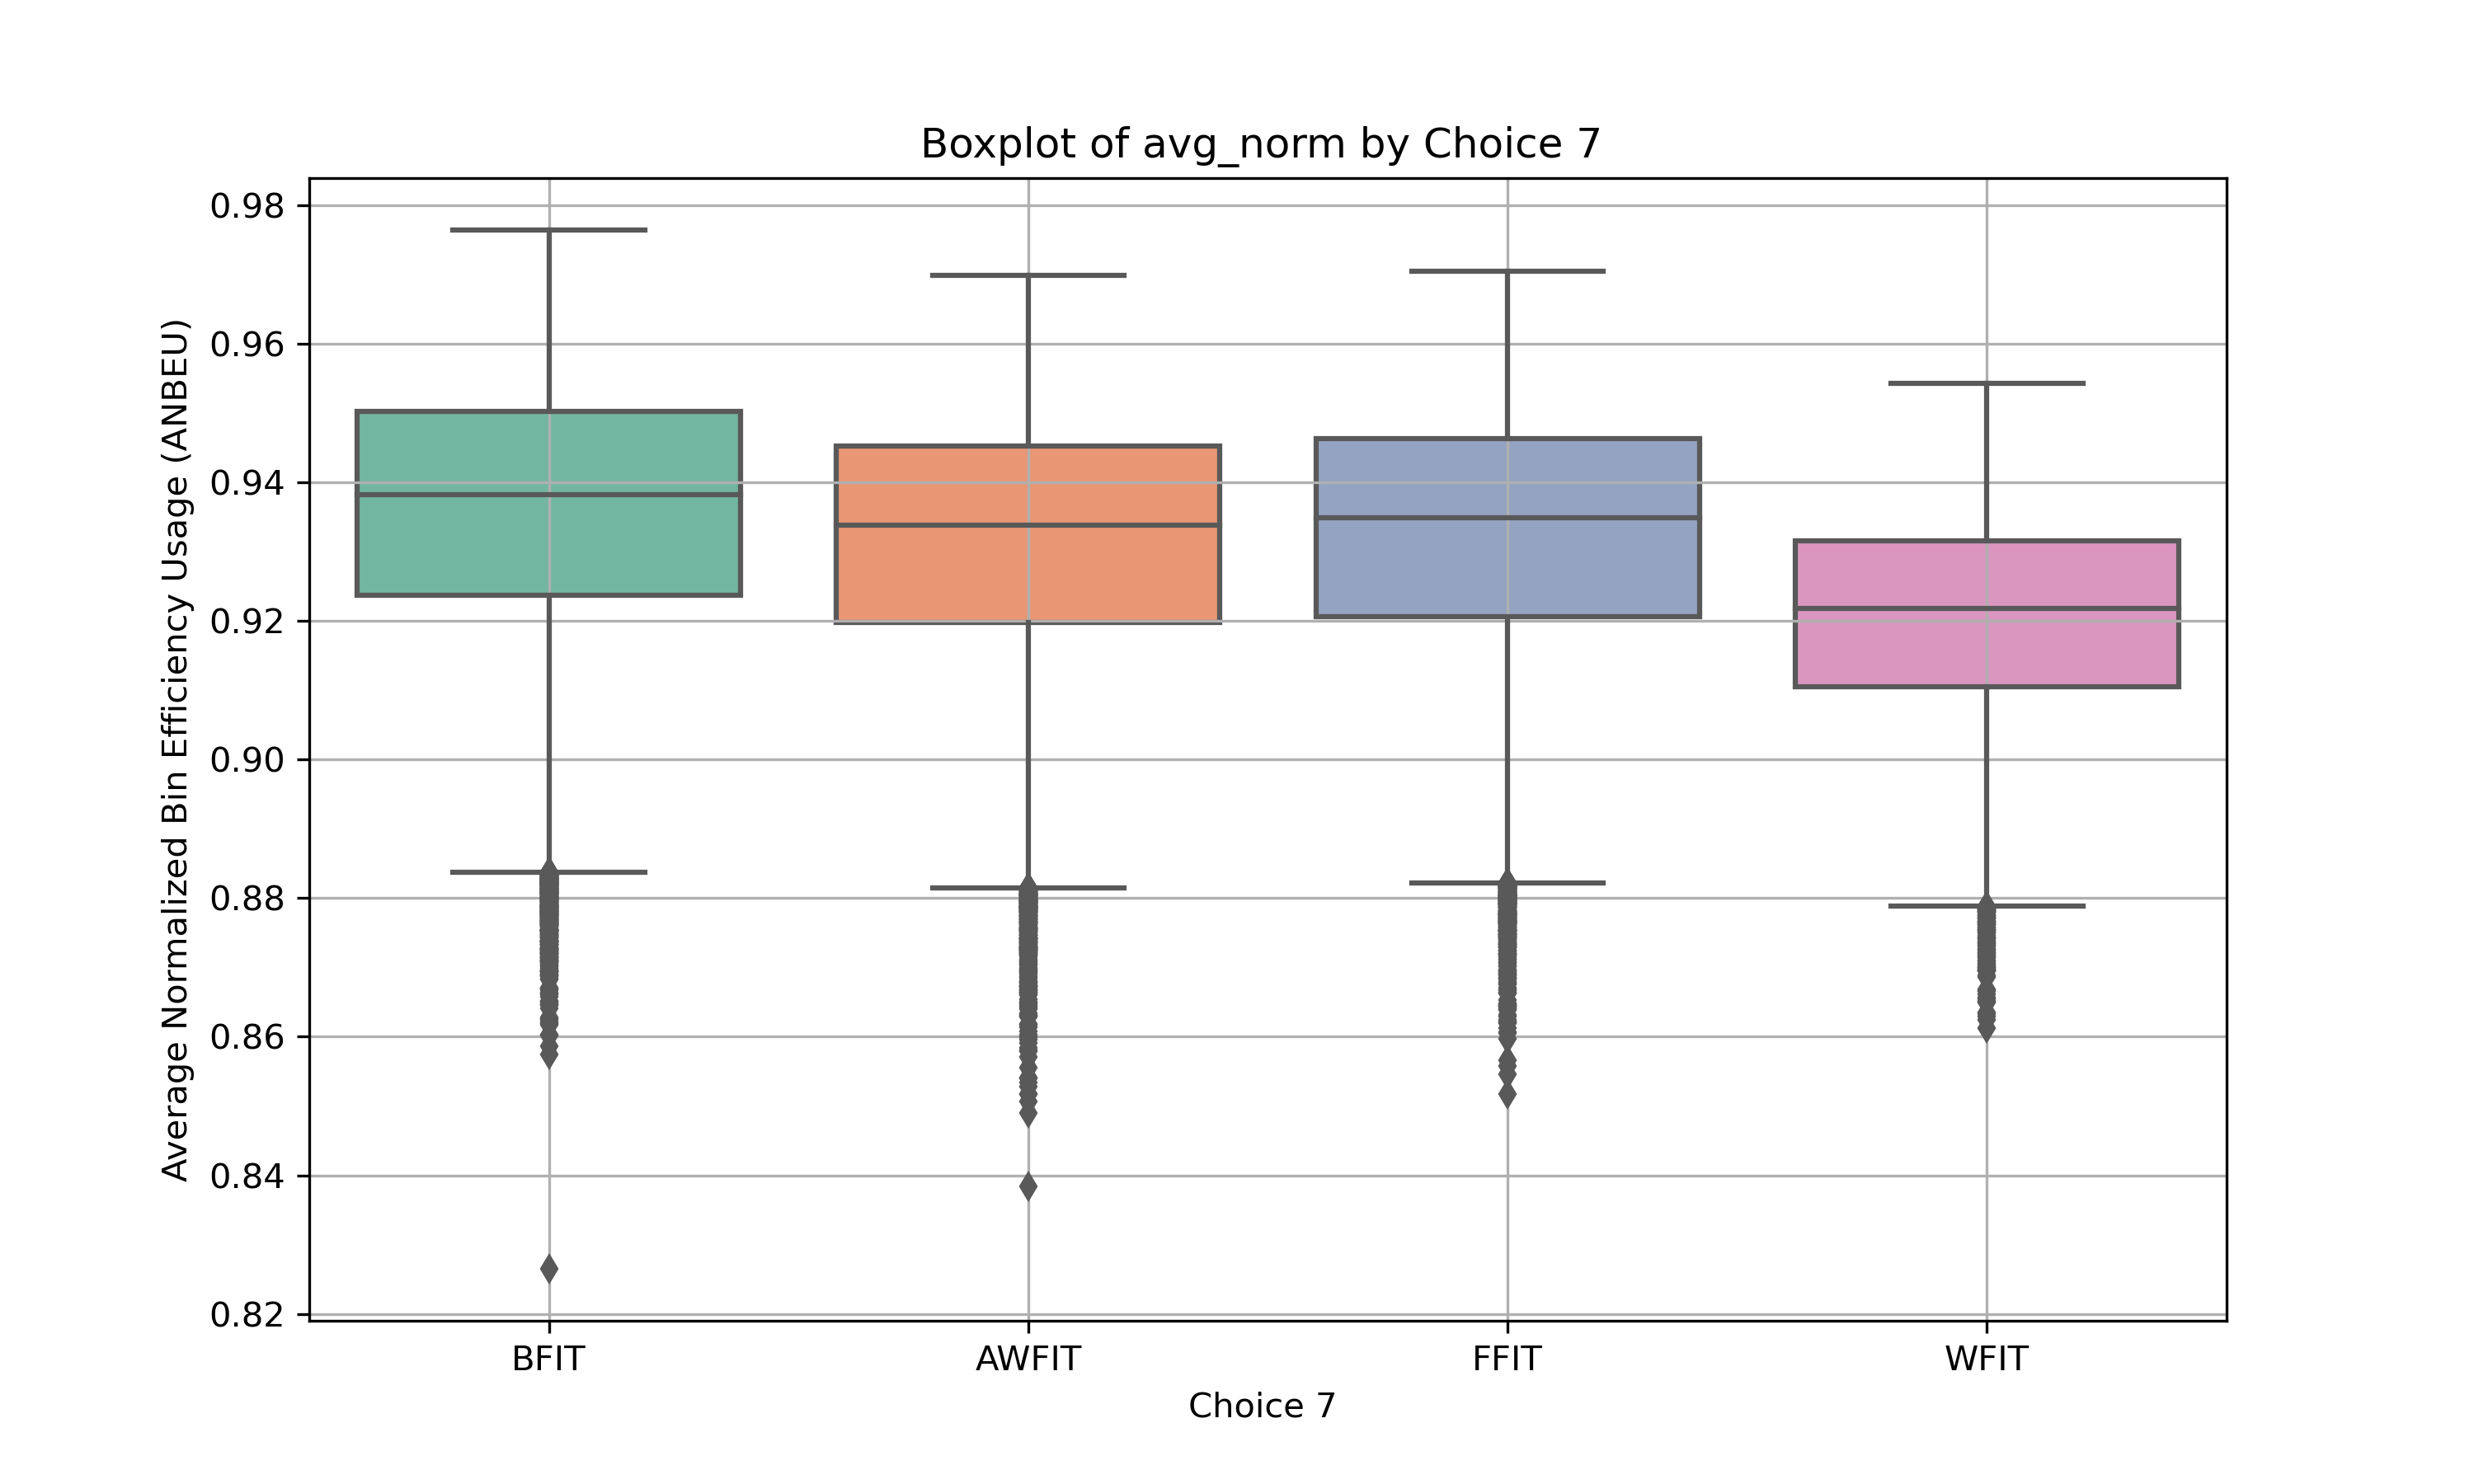 Boxplot of avg_norm by Choice 7
Average Normalized Bin Efficiency Usage (ANBEU)
0.98
0.96
0.94
0.92
0.90
0.88
0.86
0.84
0.82
BFIT AWFIT FFIT WFIT
Choice 7